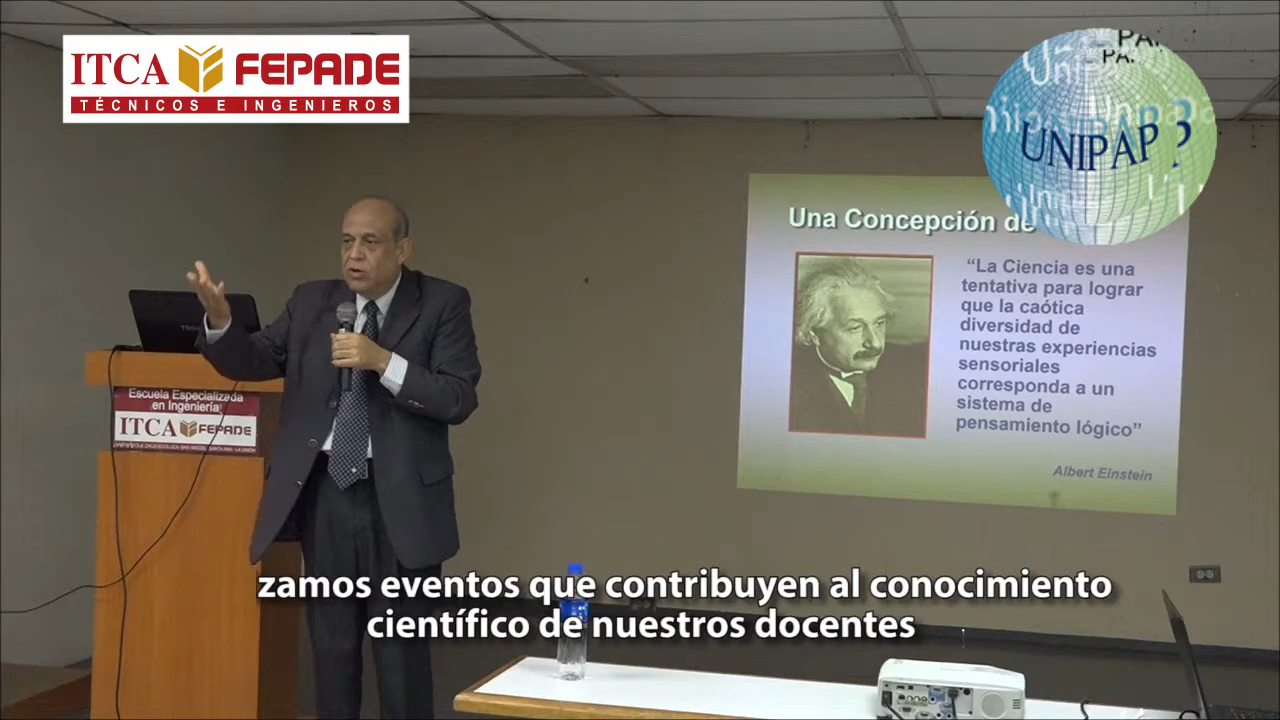 ITCA FEPADE
TÉCNICOS E INGENIEROS
UNIPAP
Una Concepción de
“La Ciencia es una
tentativa para lograr
que la caótica
diversidad de
nuestras experiencias
sensoriales
corresponda a un
sistema de
pensamiento lógico”
Albert Einstein
Escuela Especializada
en Ingeniería
ITCA FEPADE
zamos eventos que contribuyen al conocimiento
científico de nuestros docentes